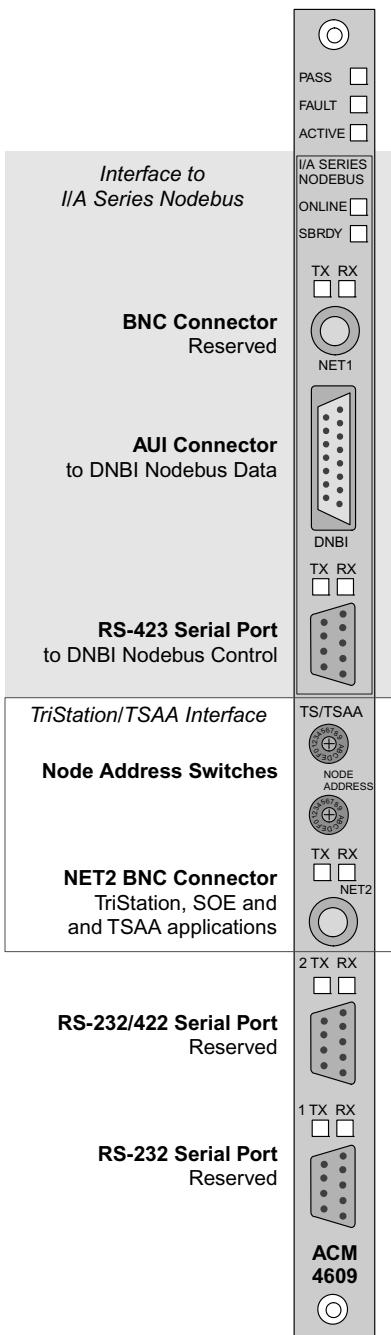 PASS
FAULT
ACTIVE
Interface to
I/A Series Nodebus
I/A SERIES
NODEBUS
ONLINE
SBRDY
TX RX
BNC Connector
Reserved
NET1
AUI Connector
to DNBI Nodebus Data
DNBI
TX RX
RS-423 Serial Port
to DNBI Nodebus Control
TriStation/TSAA Interface
TS/TSAA
Node Address Switches
NODE
ADDRESS
TX RX
NET2
NET2 BNC Connector
TriStation, SOE and
and TSAA applications
2 TX RX
RS-232/422 Serial Port
Reserved
1 TX RX
RS-232 Serial Port
Reserved
ACM
4609